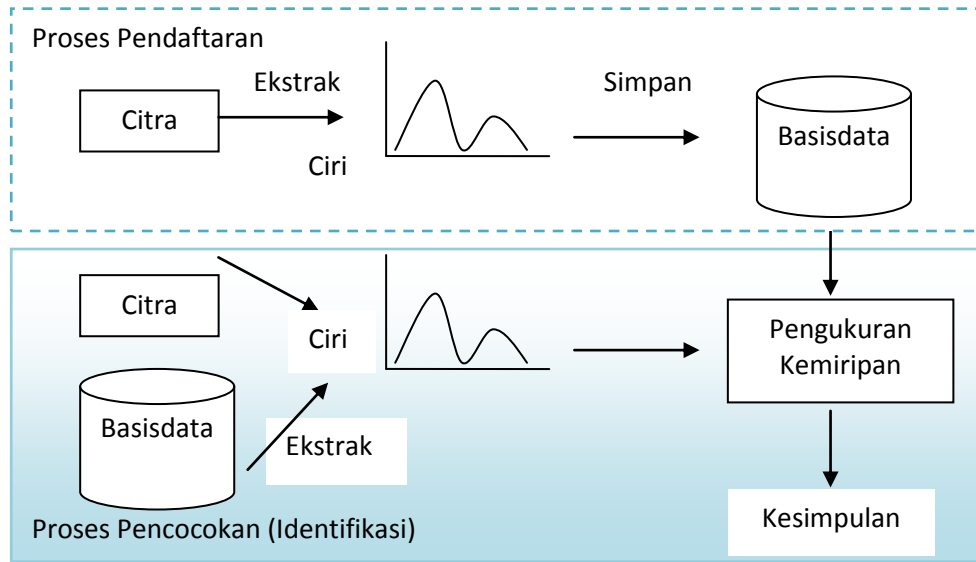 Proses Pendaftaran
Ekstrak
Simpan
Citra
Ciri
Basisdata
Citra
Ciri
Pengukuran
Kemiripan
Basisdata
Ekstrak
Kesimpulan
Proses Pencocokan (Identifikasi)